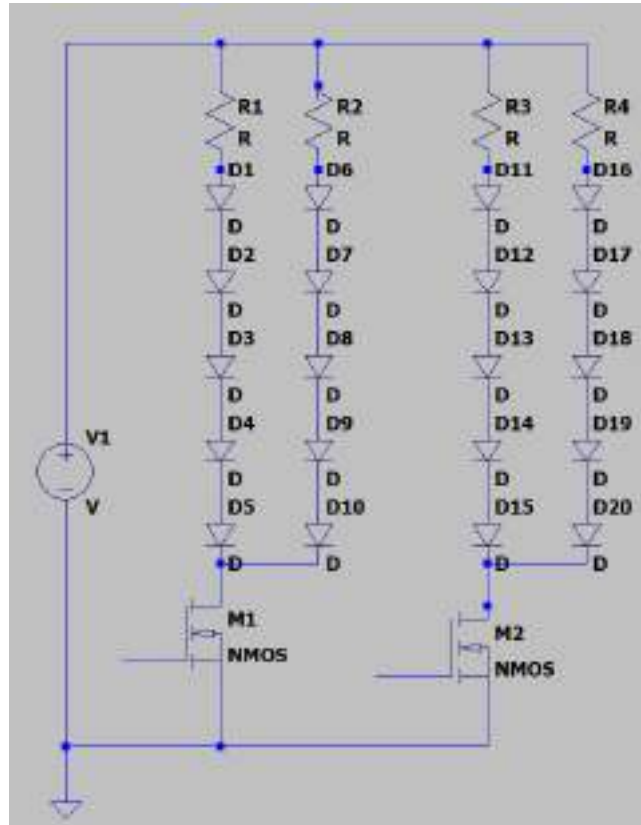 R1 R2 R3 R4
R R R R
D1 D6 D11 D16
D D D D
D2 D7 D12 D17
D D D D
D3 D8 D13 D18
D D D D
D4 D9 D14 D19
V1
D D D D
V D5 D10 D15 D20
D D D D
M1 M2
NMOS NMOS